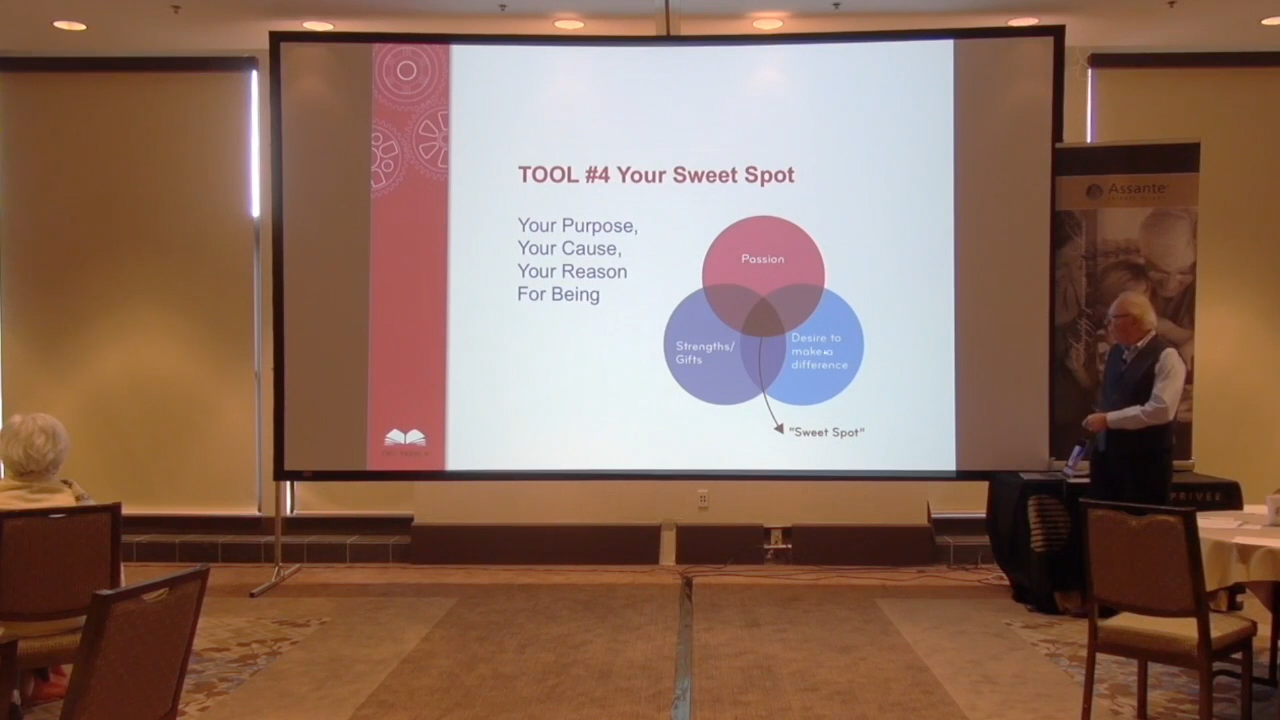 TOOL #4 Your Sweet Spot
Your Purpose,
Your Cause,
Your Reason
For Being
Passion
Strengths/
Gifts
Desire to
make a
difference
"Sweet Spot"
Assante
PRIVÉE